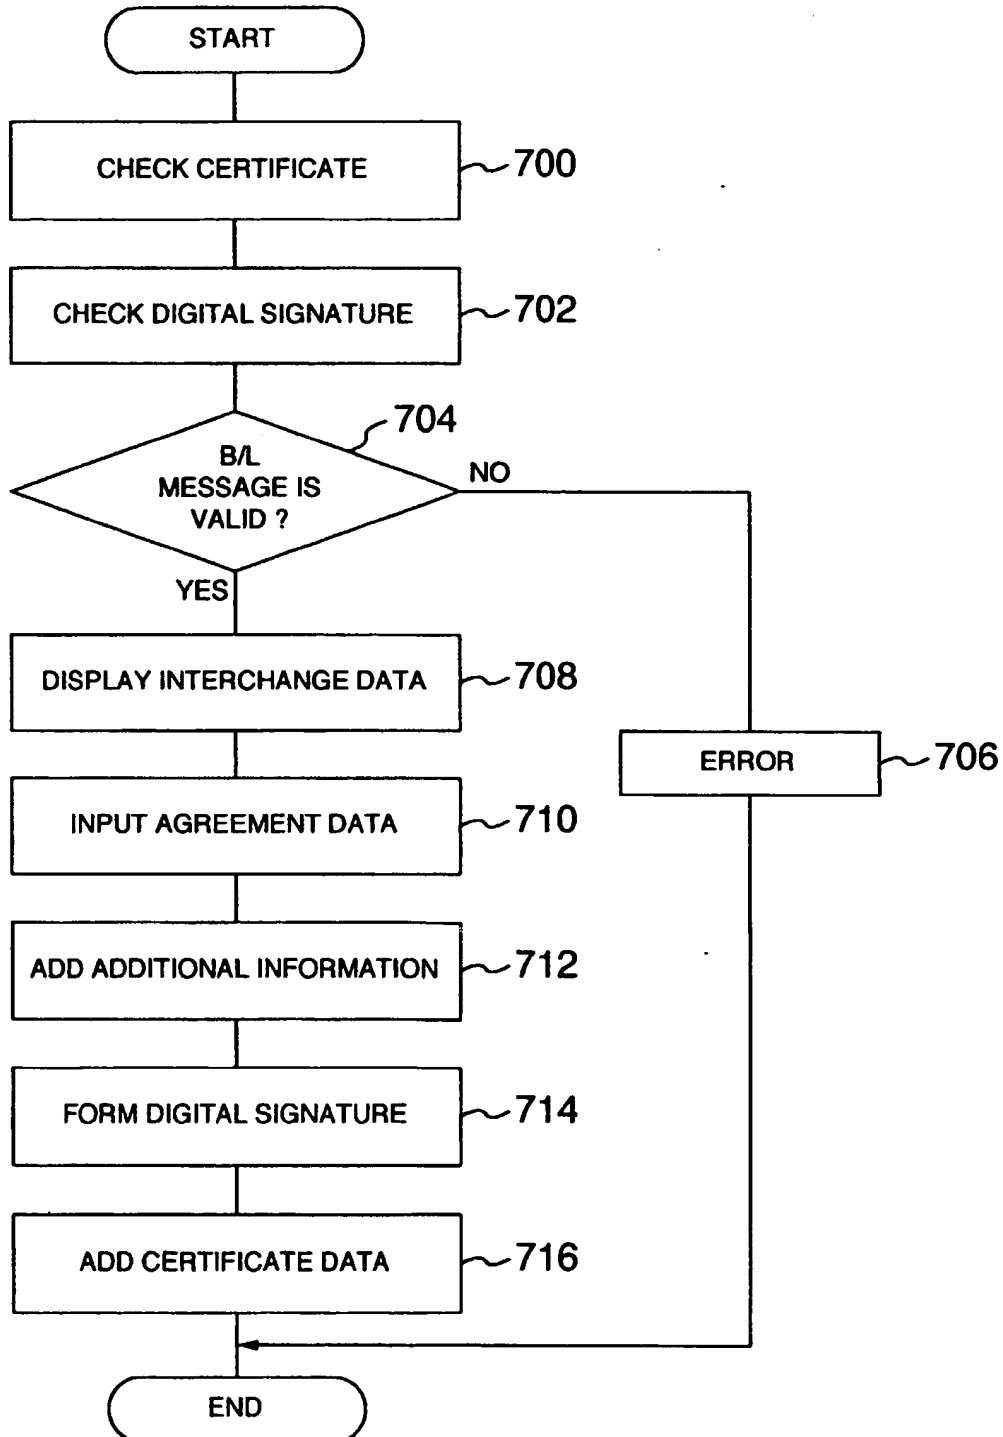 START
CHECK CERTIFICATE
700
CHECK DIGITAL SIGNATURE
702
704
B/L
MESSAGE IS
VALID ?
NO
YES
DISPLAY INTERCHANGE DATA
708
ERROR
706
INPUT AGREEMENT DATA
710
ADD ADDITIONAL INFORMATION
712
FORM DIGITAL SIGNATURE
714
ADD CERTIFICATE DATA
716
END